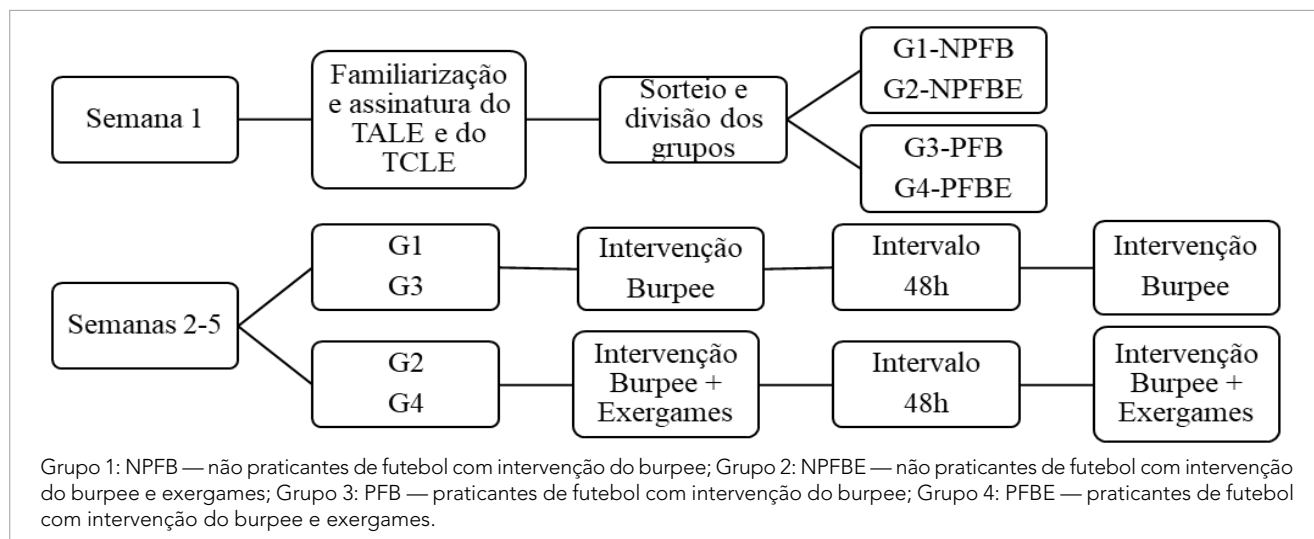 Semana 1
Familiarização
e assinatura do
TALE e do
TCLE
Sorteio e
divisão dos
grupos
G1-NPFB
G2-NPFBE
G3-PFB
G4-PFBE
Semanas 2-5
G1
G3
Intervenção
Burpee
Intervalo
48h
Intervenção
Burpee
G2
G4
Intervenção
Burpee +
Exergames
Intervalo
48h
Intervenção
Burpee +
Exergames
Grupo 1: NPFB — não praticantes de futebol com intervenção do burpee; Grupo 2: NPFBE — não praticantes de futebol com intervenção
do burpee e exergames; Grupo 3: PFB — praticantes de futebol com intervenção do burpee; Grupo 4: PFBE — praticantes de futebol
com intervenção do burpee e exergames.